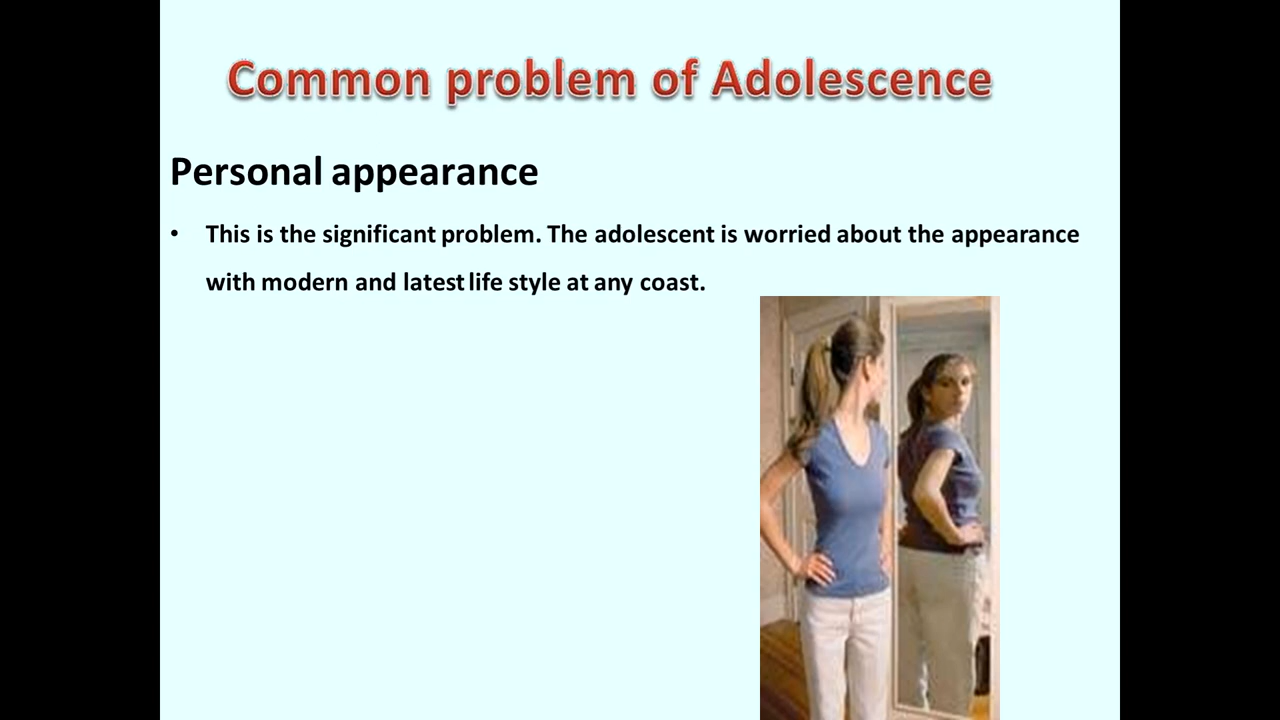 Common problem of Adolescence
Personal appearance
• This is the significant problem. The adolescent is worried about the appearance
with modern and latest life style at any coast.